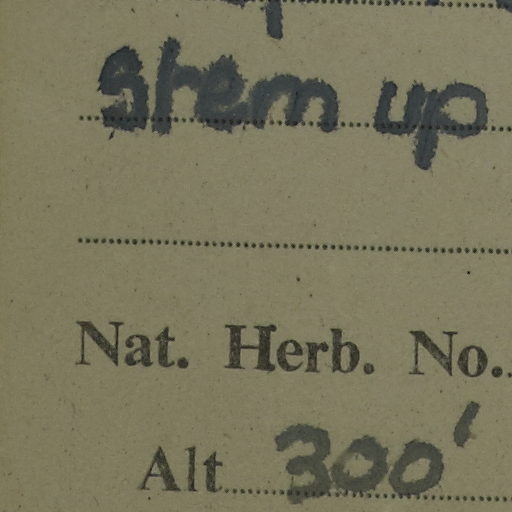 stem up
Nat. Herb. No.
Alt 300'